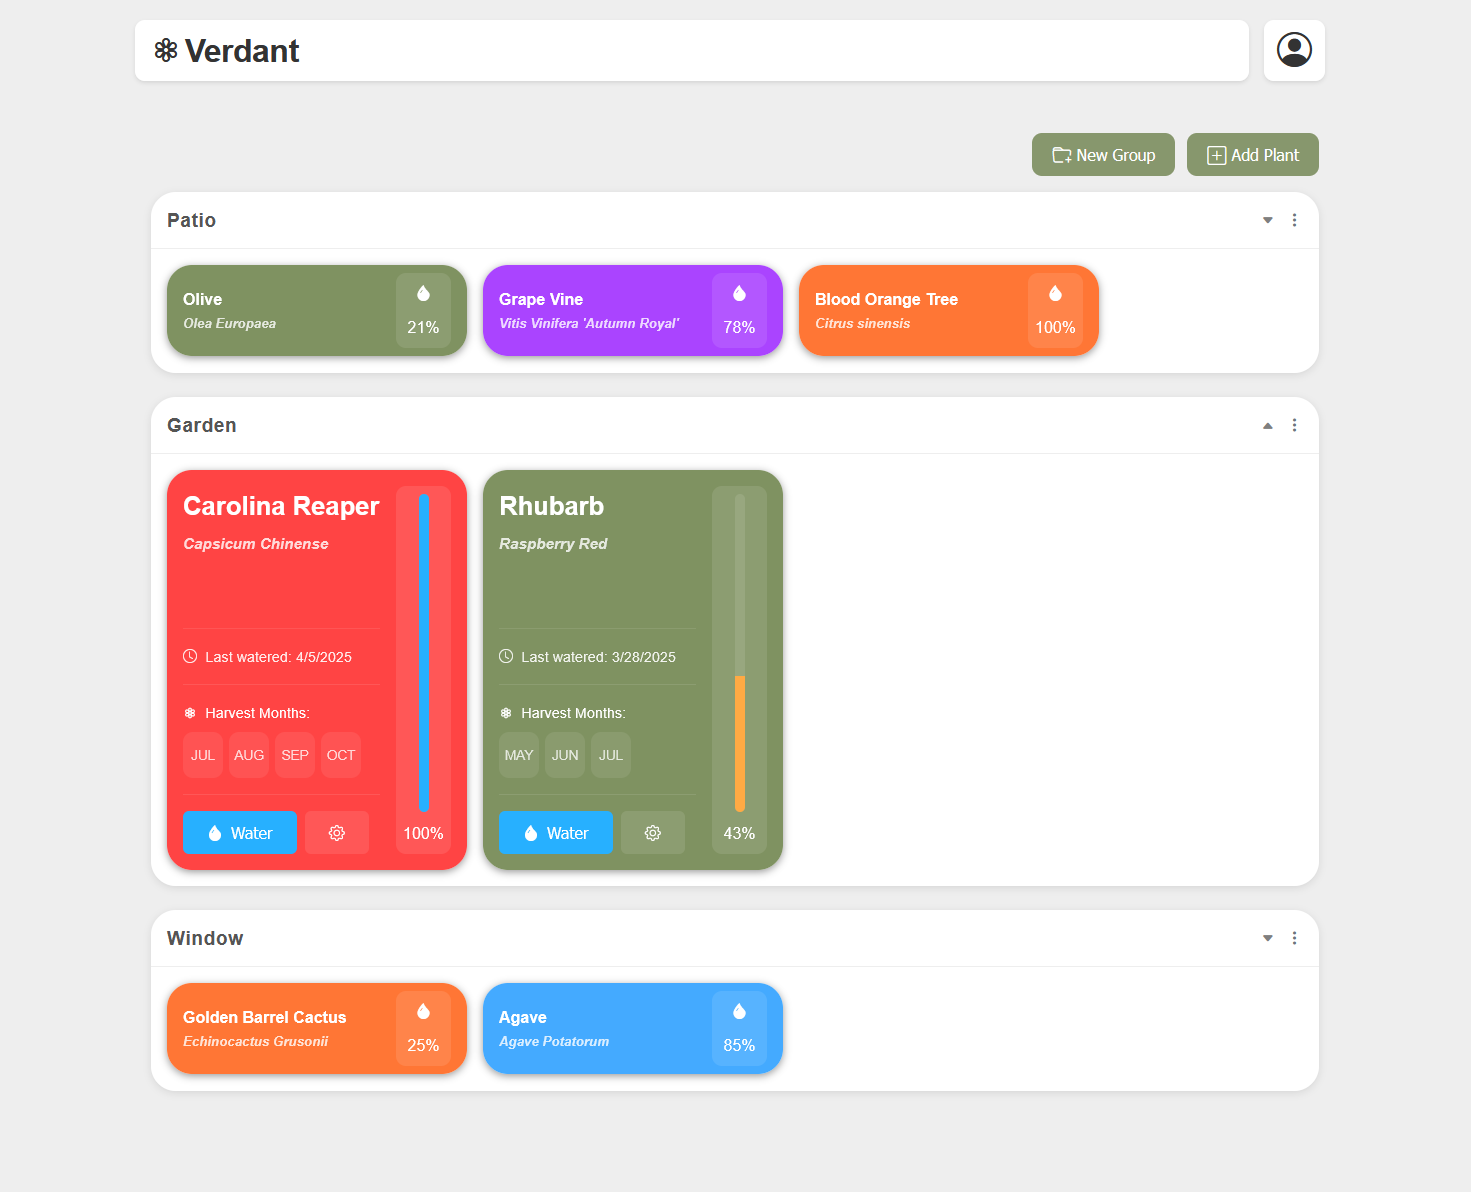 Verdant
New Group
Add Plant
Patio
Olive
Olea Europaea
21%
Grape Vine
Vitis Vinifera 'Autumn Royal'
78%
Blood Orange Tree
Citrus sinensis
100%
Garden
Carolina Reaper
Capsicum Chinense
Last watered: 4/5/2025
Harvest Months:
JUL AUG SEP OCT
Water
100%
Rhubarb
Raspberry Red
Last watered: 3/28/2025
Harvest Months:
MAY JUN JUL
Water
43%
Window
Golden Barrel Cactus
Echinocactus Grusonii
25%
Agave
Agave Potatorum
85%